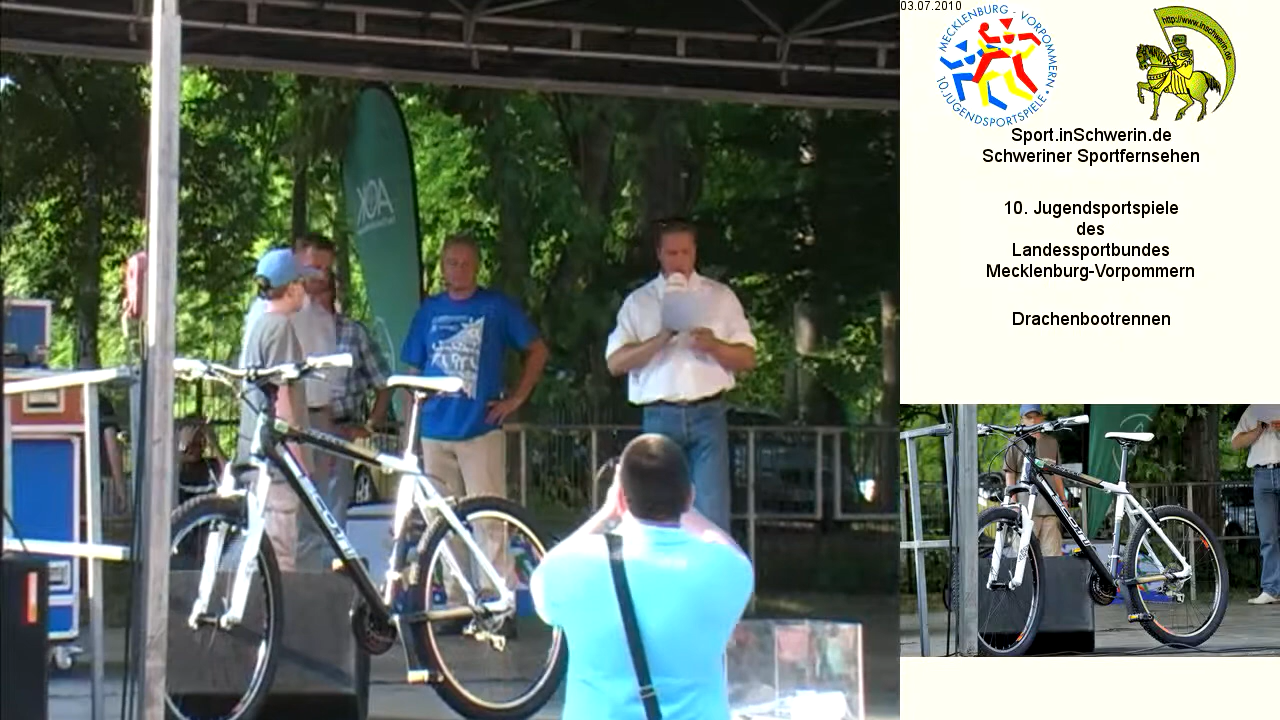 03.07.2010
MECKLENBURG - VORPOMMERN
10. JUGENDSPORTSPIELE
http://www.inschwerin.de
Sport.inSchwerin.de
Schweriner Sportfernsehen
10. Jugendsportspiele
des
Landessportbundes
Mecklenburg-Vorpommern
Drachenbootrennen
AOK